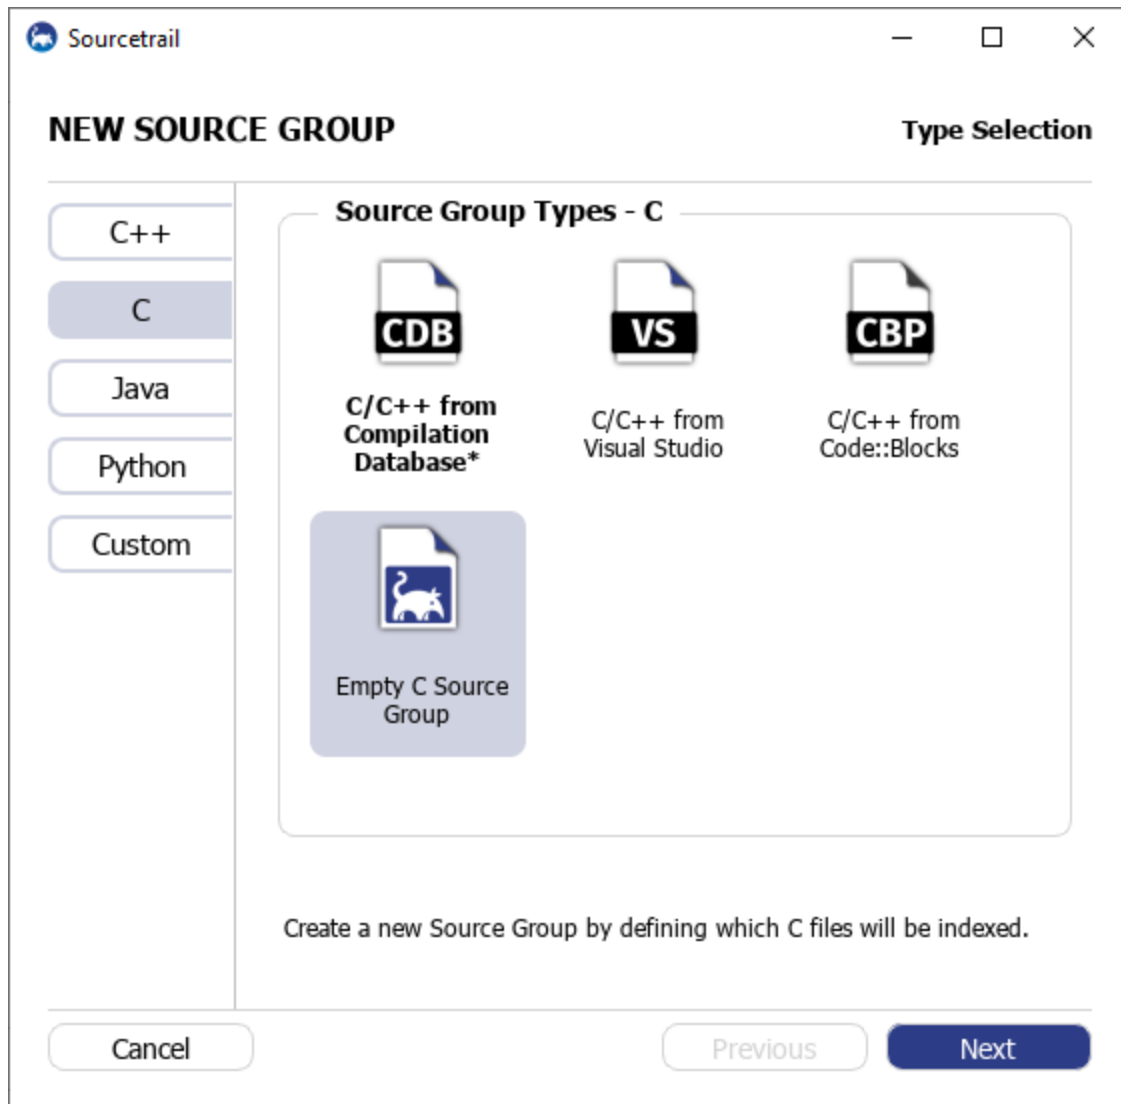 Sourcetrail
NEW SOURCE GROUP
Type Selection
C++
C
Java
Python
Custom
Source Group Types - C
CDB
C/C++ from
Compilation
Database*
VS
C/C++ from
Visual Studio
CBP
C/C++ from
Code::Blocks
Empty C Source
Group
Create a new Source Group by defining which C files will be indexed.
Cancel
Previous
Next